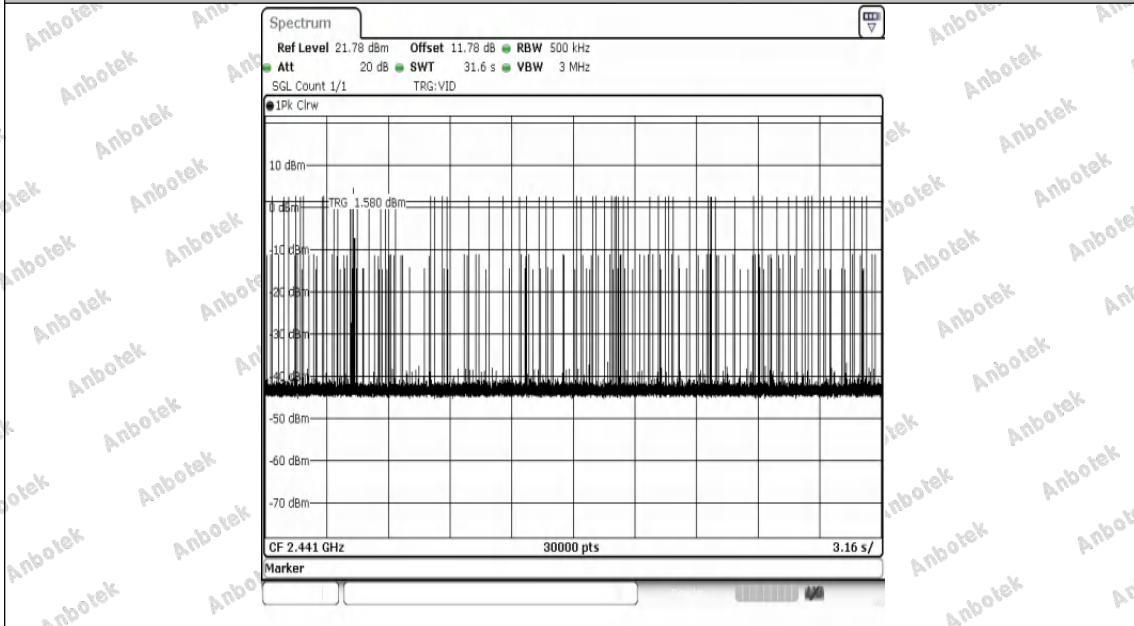 Spectrum
Ref Level 21.78 dBm Offset 11.78 dB RBW 500 kHz
Att 20 dB SWT 31.6 s VBW 3 MHz
SGL Count 1/1 TRG:VID
1Pk Clrw
10 dBm
TRG 1.580 dBm
0 dBm
-10 dBm
-20 dBm
-30 dBm
-40 dBm
-50 dBm
-60 dBm
-70 dBm
CF 2.441 GHz 30000 pts 3.16 s/
Marker
Anbotek